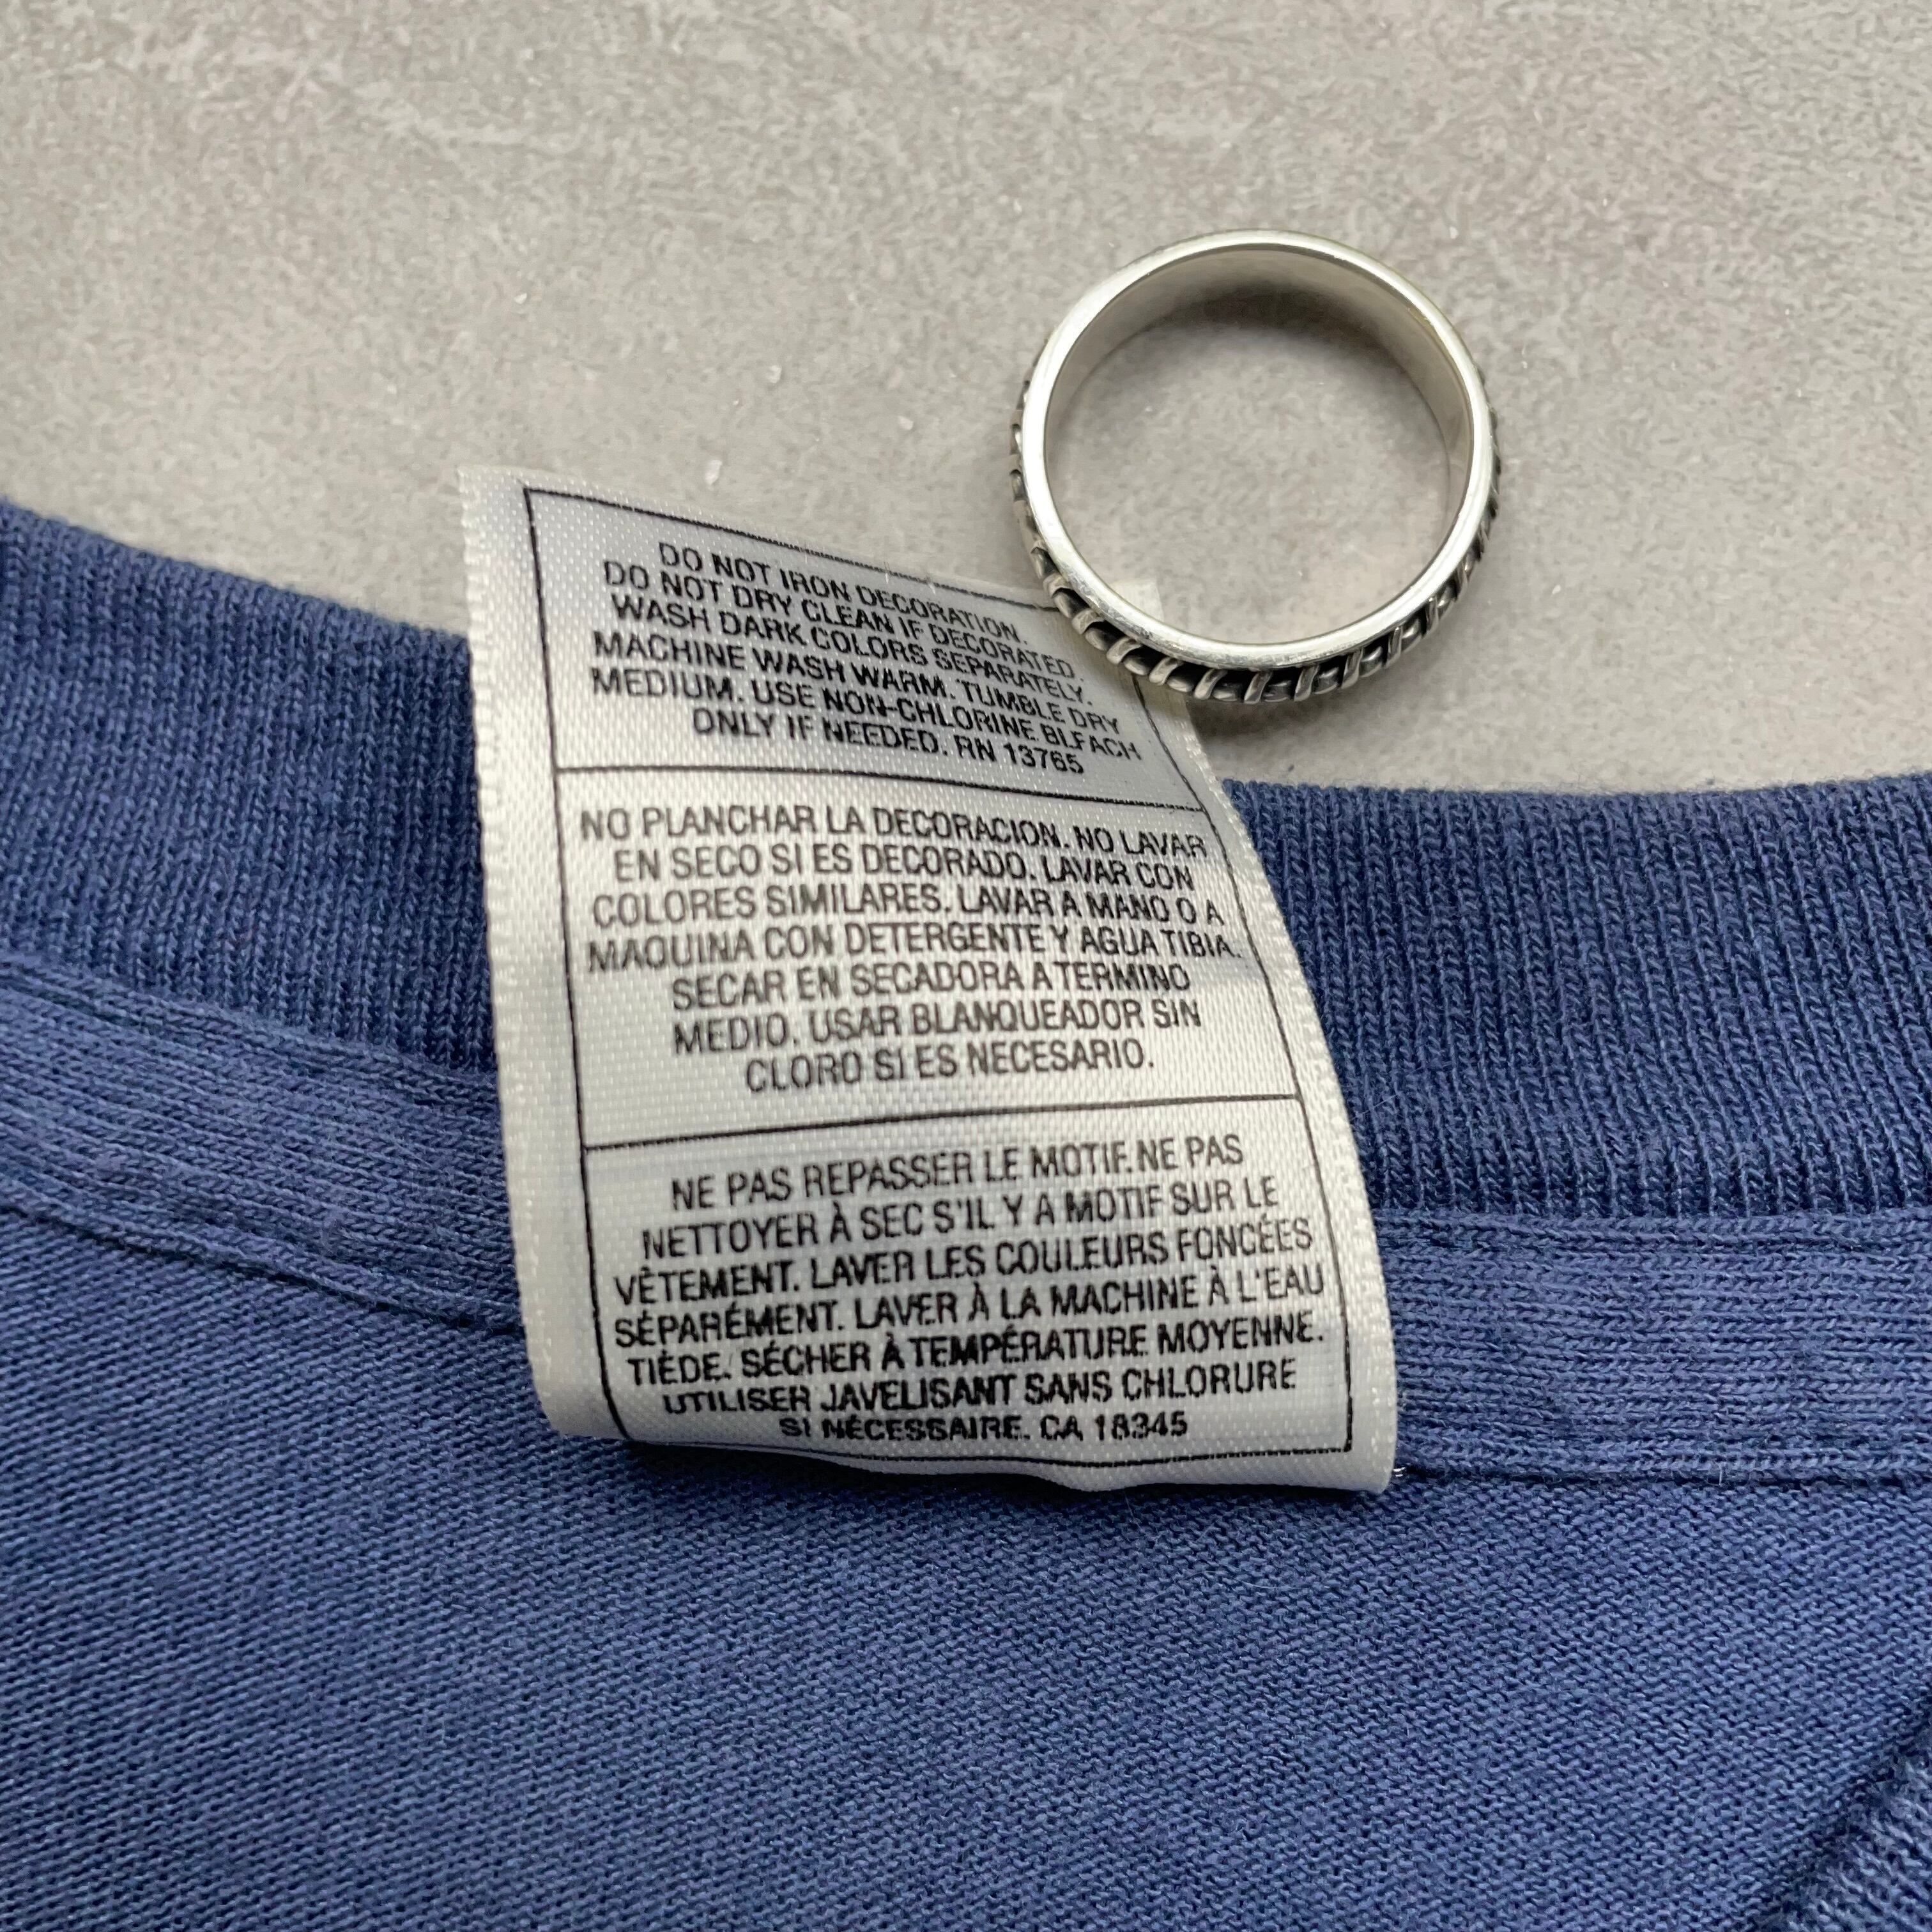 DO NOT IRON DECORATION.
DO NOT DRY CLEAN IF DECORATED.
WASH DARK COLORS SEPARATELY.
MACHINE WASH WARM. TUMBLE DRY
MEDIUM. USE NON-CHLORINE BLEACH
ONLY IF NEEDED. RN 13765
NO PLANCHAR LA DECORACION. NO LAVAR
EN SECO SI ES DECORADO. LAVAR CON
COLORES SIMILARES. LAVAR A MANO O A
MAQUINA CON DETERGENTE Y AGUA TIBIA.
SECAR EN SECADORA A TERMINO
MEDIO. USAR BLANQUEADOR SIN
CLORO SI ES NECESARIO.
NE PAS REPASSER LE MOTIF. NE PAS
NETTOYER À SEC S'IL Y A MOTIF SUR LE
VÊTEMENT. LAVER LES COULEURS FONCÉES
SÉPARÉMENT. LAVER À LA MACHINE À L'EAU
TIÈDE. SÉCHER À TEMPÉRATURE MOYENNE.
UTILISER JAVELISANT SANS CHLORURE
SI NÉCESSAIRE. CA 18345